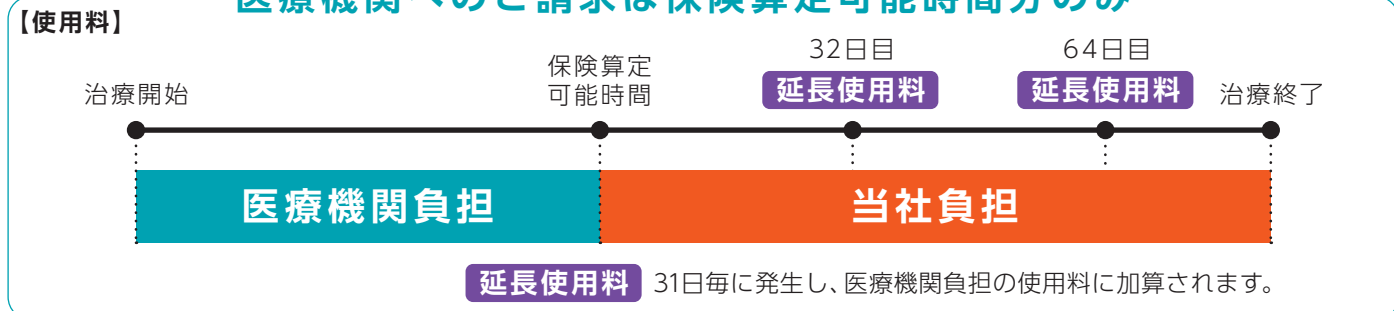 医療機関へのご請求は保険算定可能時間分のみ
【使用料】
治療開始
保険算定
可能時間
32日目
延長使用料
64日目
延長使用料
治療終了
医療機関負担
当社負担
延長使用料 31日毎に発生し、医療機関負担の使用料に加算されます。